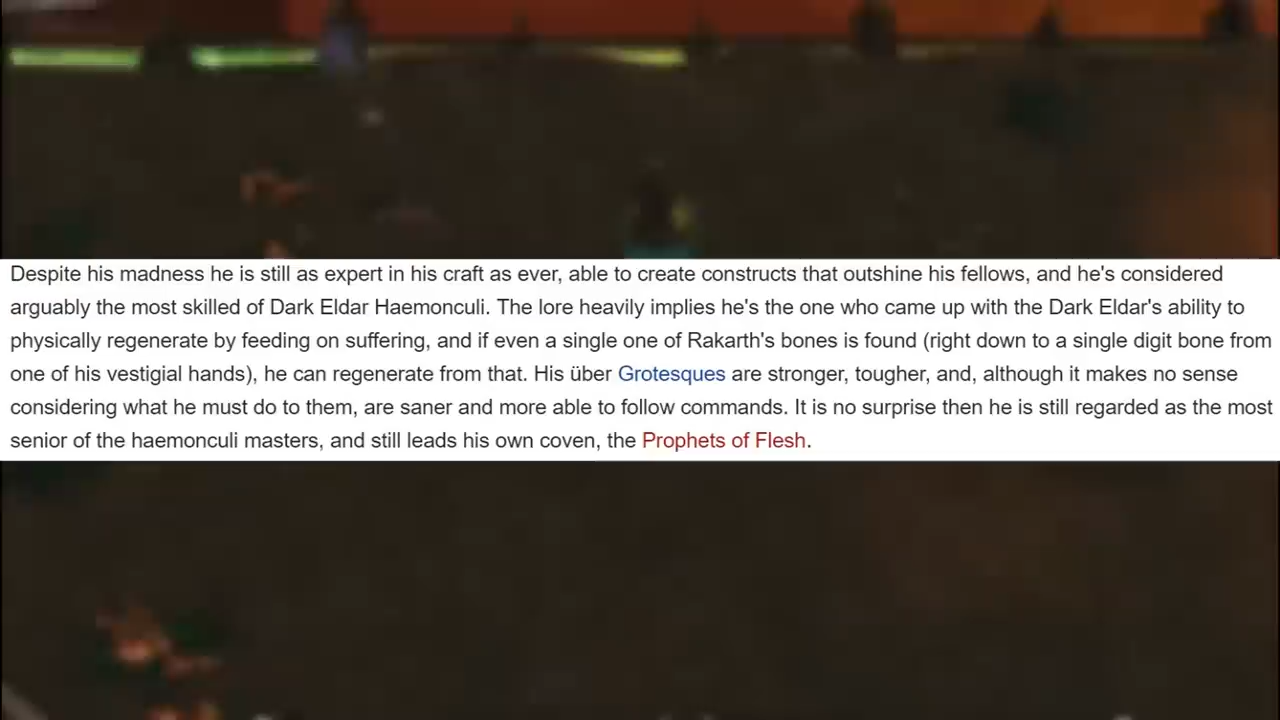 Despite his madness he is still as expert in his craft as ever, able to create constructs that outshine his fellows, and he's considered
arguably the most skilled of Dark Eldar Haemonculi. The lore heavily implies he's the one who came up with the Dark Eldar's ability to
physically regenerate by feeding on suffering, and if even a single one of Rakarth's bones is found (right down to a single digit bone from
one of his vestigial hands), he can regenerate from that. His über Grotesques are stronger, tougher, and, although it makes no sense
considering what he must do to them, are saner and more able to follow commands. It is no surprise then he is still regarded as the most
senior of the haemonculi masters, and still leads his own coven, the Prophets of Flesh.